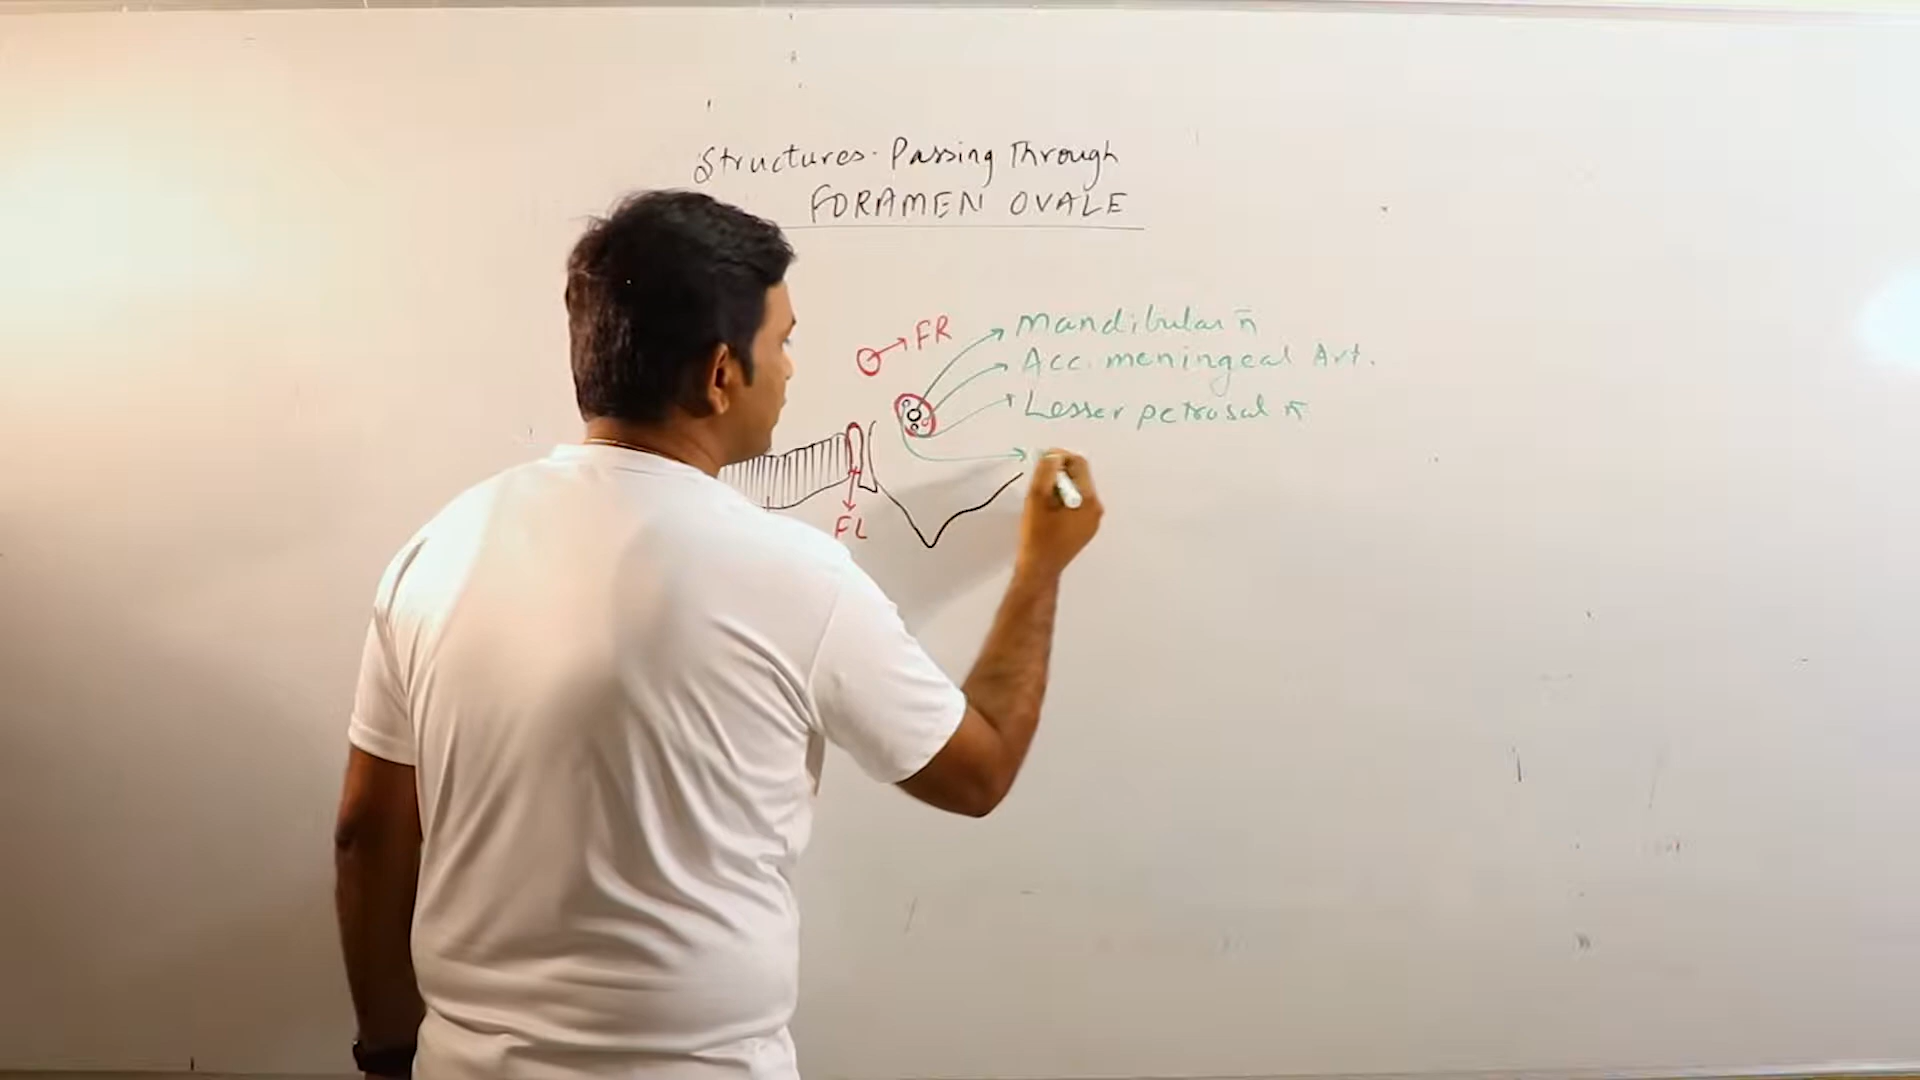 Structures. Passing Through
FORAMEN OVALE
FR
Mandibular n̄
Acc. meningeal Art.
Lesser petrosal n̄
FL